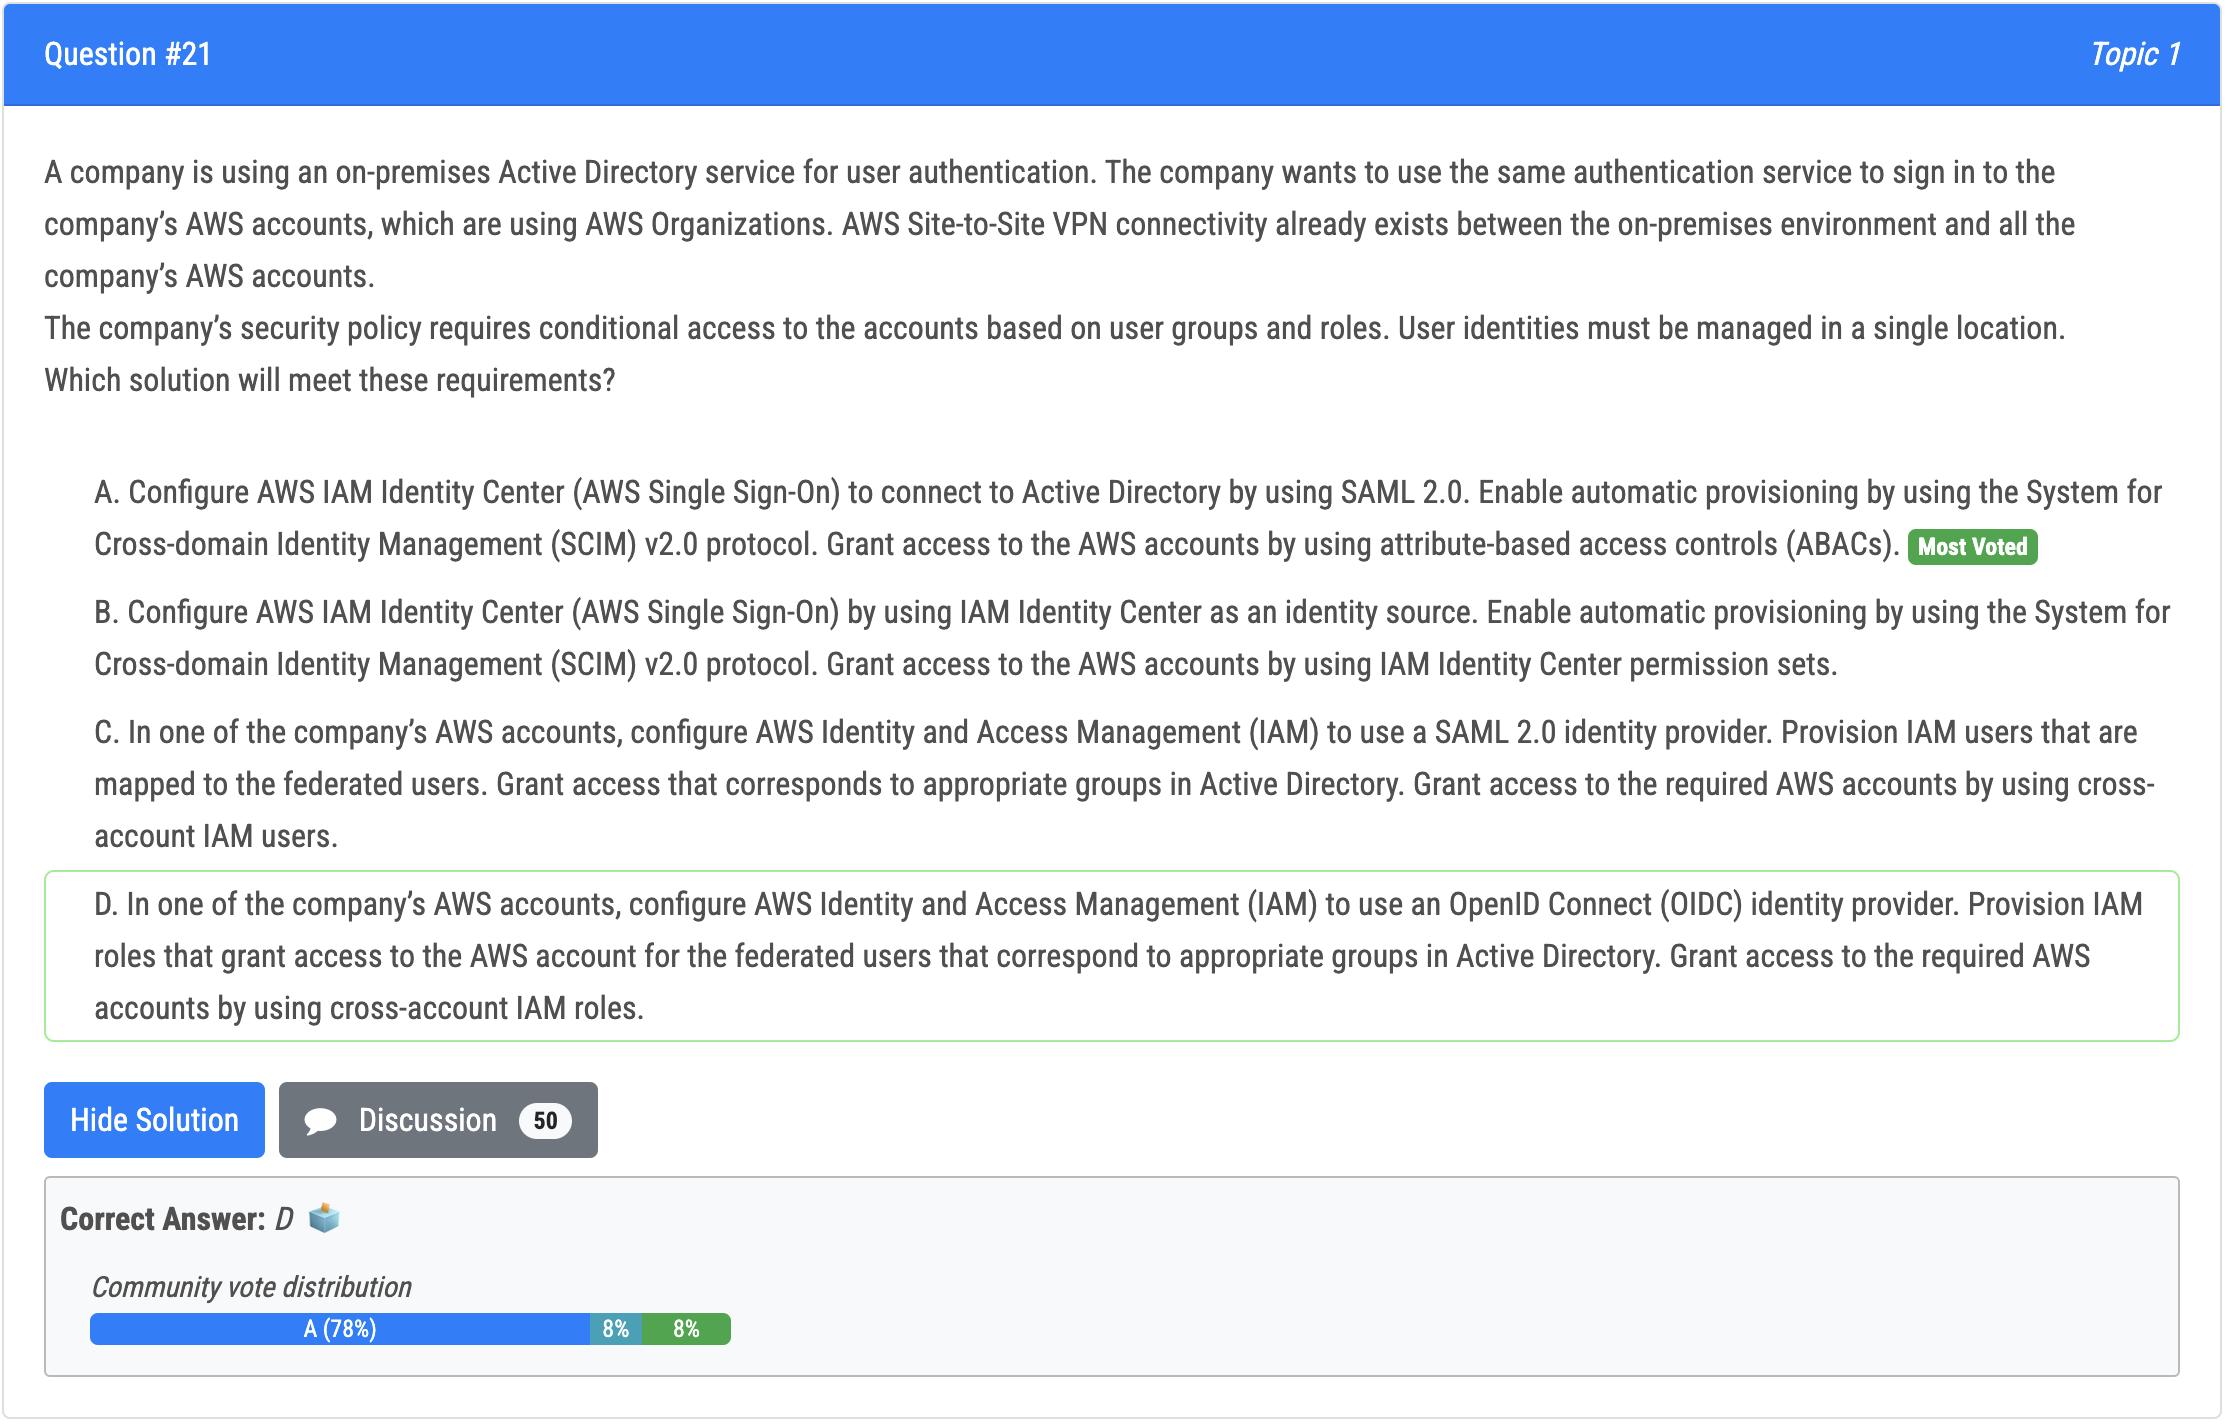 Question #21
Topic 1
A company is using an on-premises Active Directory service for user authentication. The company wants to use the same authentication service to sign in to the
company’s AWS accounts, which are using AWS Organizations. AWS Site-to-Site VPN connectivity already exists between the on-premises environment and all the
company’s AWS accounts.
The company’s security policy requires conditional access to the accounts based on user groups and roles. User identities must be managed in a single location.
Which solution will meet these requirements?
A. Configure AWS IAM Identity Center (AWS Single Sign-On) to connect to Active Directory by using SAML 2.0. Enable automatic provisioning by using the System for
Cross-domain Identity Management (SCIM) v2.0 protocol. Grant access to the AWS accounts by using attribute-based access controls (ABACs). Most Voted
B. Configure AWS IAM Identity Center (AWS Single Sign-On) by using IAM Identity Center as an identity source. Enable automatic provisioning by using the System for
Cross-domain Identity Management (SCIM) v2.0 protocol. Grant access to the AWS accounts by using IAM Identity Center permission sets.
C. In one of the company’s AWS accounts, configure AWS Identity and Access Management (IAM) to use a SAML 2.0 identity provider. Provision IAM users that are
mapped to the federated users. Grant access that corresponds to appropriate groups in Active Directory. Grant access to the required AWS accounts by using cross-
account IAM users.
D. In one of the company’s AWS accounts, configure AWS Identity and Access Management (IAM) to use an OpenID Connect (OIDC) identity provider. Provision IAM
roles that grant access to the AWS account for the federated users that correspond to appropriate groups in Active Directory. Grant access to the required AWS
accounts by using cross-account IAM roles.
Hide Solution
Discussion 50
Correct Answer: D
Community vote distribution
A (78%) 8% 8%